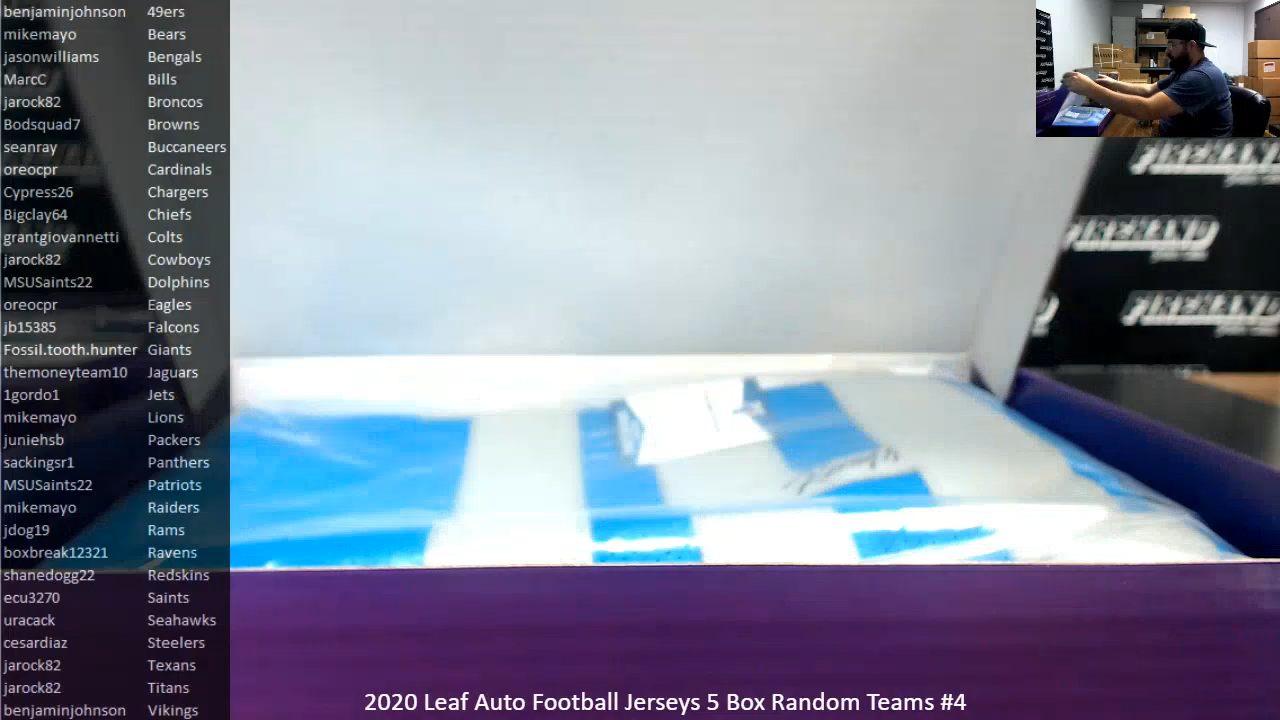 benjaminjohnson 49ers
mikemayo Bears
jasonwilliams Bengals
MarcC Bills
jarock82 Broncos
Bodsquad7 Browns
seanray Buccaneers
oreocpr Cardinals
Cypress26 Chargers
Bigclay64 Chiefs
grantgiovannetti Colts
jarock82 Cowboys
MSUSaints22 Dolphins
oreocpr Eagles
jb15385 Falcons
Fossil.tooth.hunter Giants
themoneyteam10 Jaguars
1gordo1 Jets
mikemayo Lions
juniehsb Packers
sackingsr1 Panthers
MSUSaints22 Patriots
mikemayo Raiders
jdog19 Rams
boxbreak12321 Ravens
shanedogg22 Redskins
ecu3270 Saints
uracack Seahawks
cesardiaz Steelers
jarock82 Texans
jarock82 Titans
benjaminjohnson Vikings
2020 Leaf Auto Football Jerseys 5 Box Random Teams #4